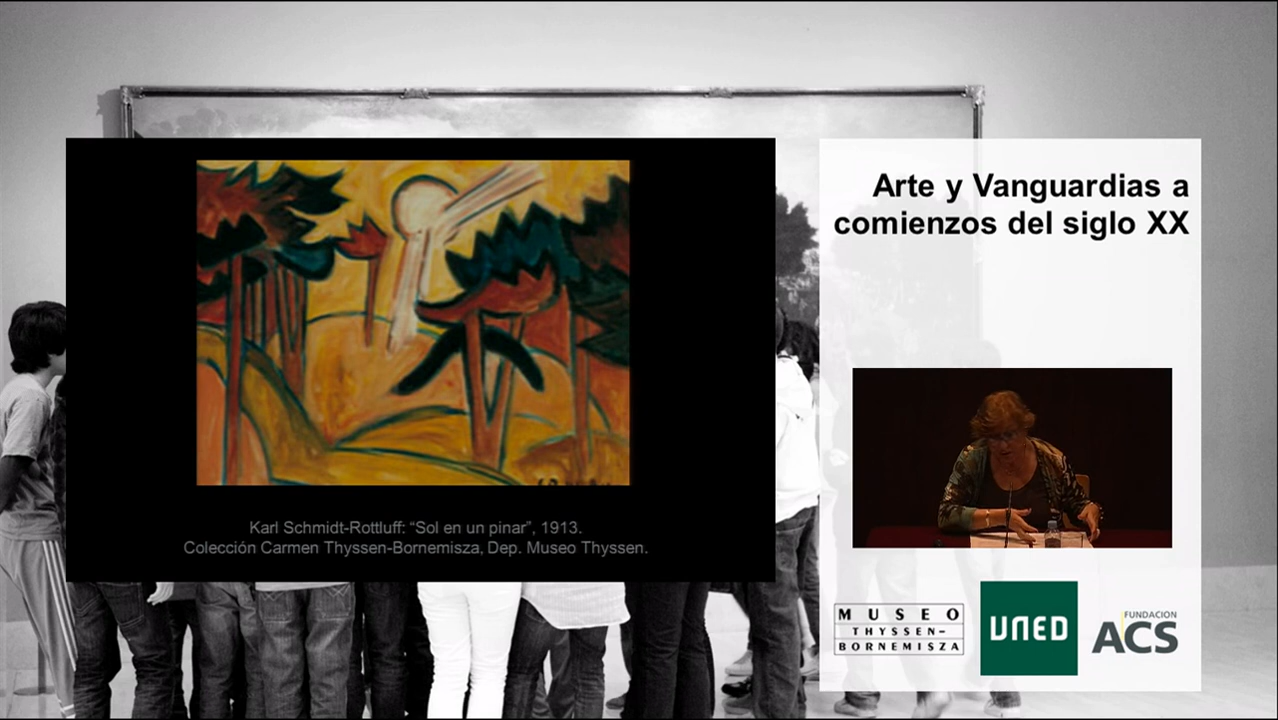 Arte y Vanguardias a
comienzos del siglo XX
Karl Schmidt-Rottluff: “Sol en un pinar”, 1913.
Colección Carmen Thyssen-Bornemisza, Dep. Museo Thyssen.
MUSEO
THYSSEN-
BORNEMISZA
UNED
FUNDACION
ACS